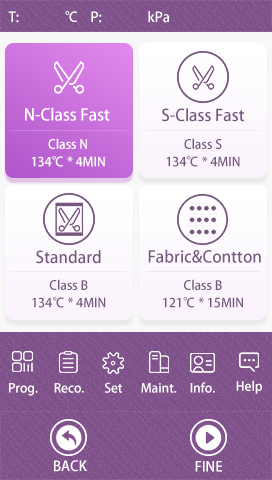 T: ℃ P: kPa
N-Class Fast
Class N
134℃ * 4MIN
S-Class Fast
Class S
134℃ * 4MIN
Standard
Class B
134℃ * 4MIN
Fabric&Contton
Class B
121℃ * 15MIN
Prog. Reco. Set Maint. Info. Help
BACK FINE